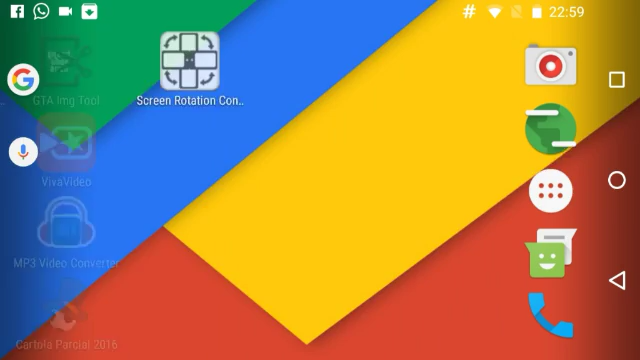 # 22:59
GTA Img Tool
Screen Rotation Con..
VivaVideo
MP3 Video Converter
Cartola Parcial 2016